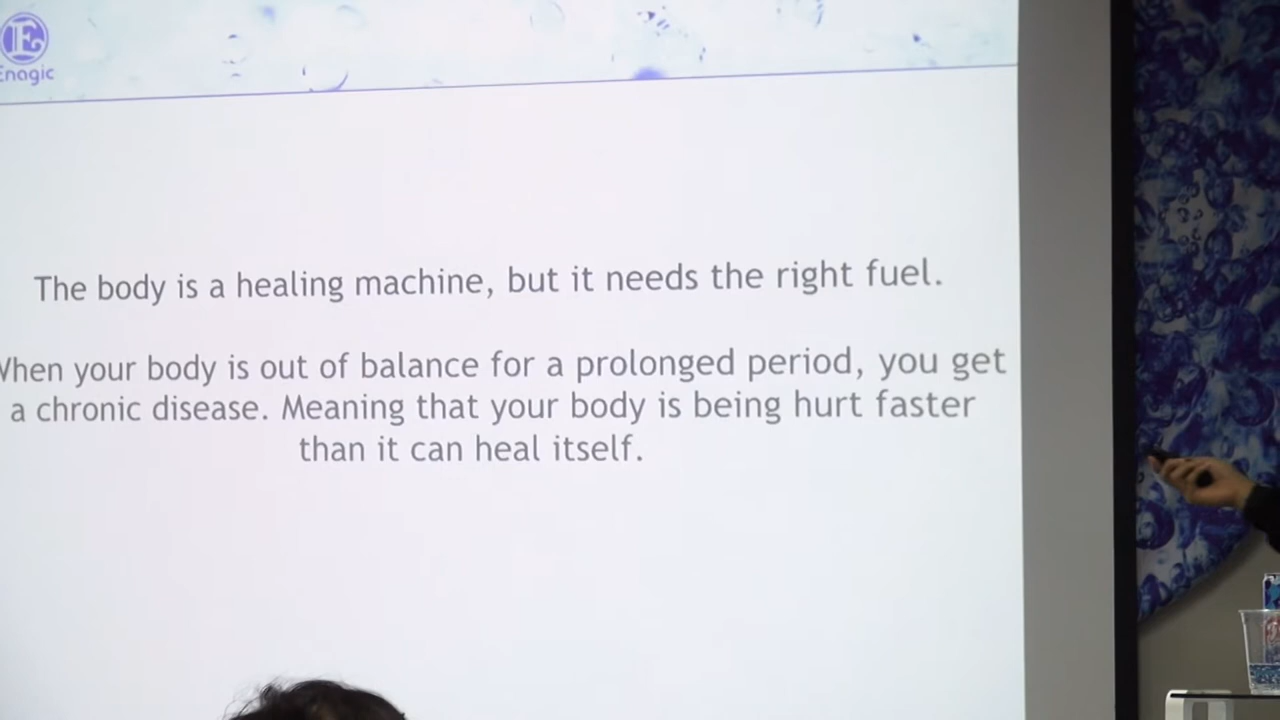 Enagic
The body is a healing machine, but it needs the right fuel.
When your body is out of balance for a prolonged period, you get
a chronic disease. Meaning that your body is being hurt faster
than it can heal itself.